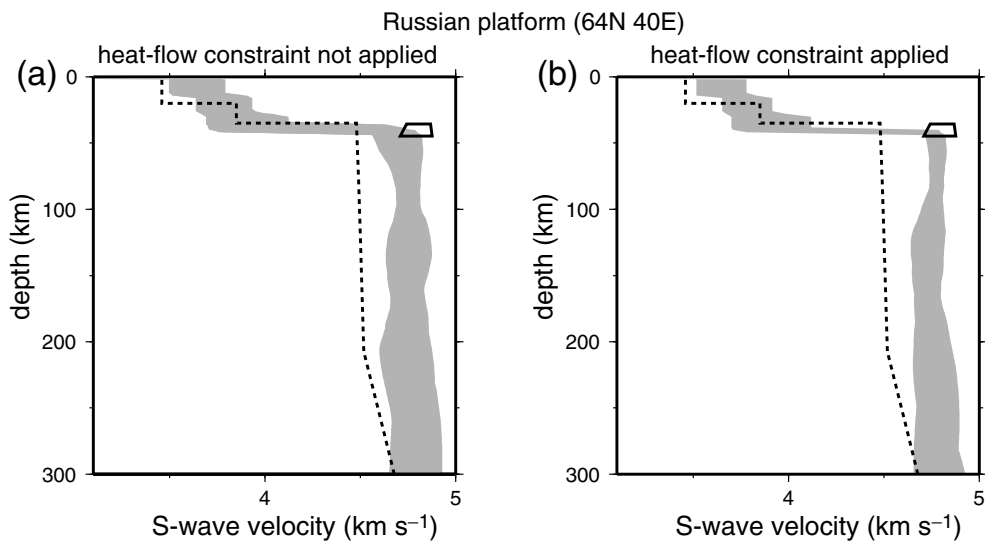 Russian platform (64N 40E)
heat-flow constraint not applied
(a)
0
100
200
300
depth (km)
4
5
S-wave velocity (km s−1)
heat-flow constraint applied
(b)
0
100
200
300
depth (km)
4
5
S-wave velocity (km s−1)